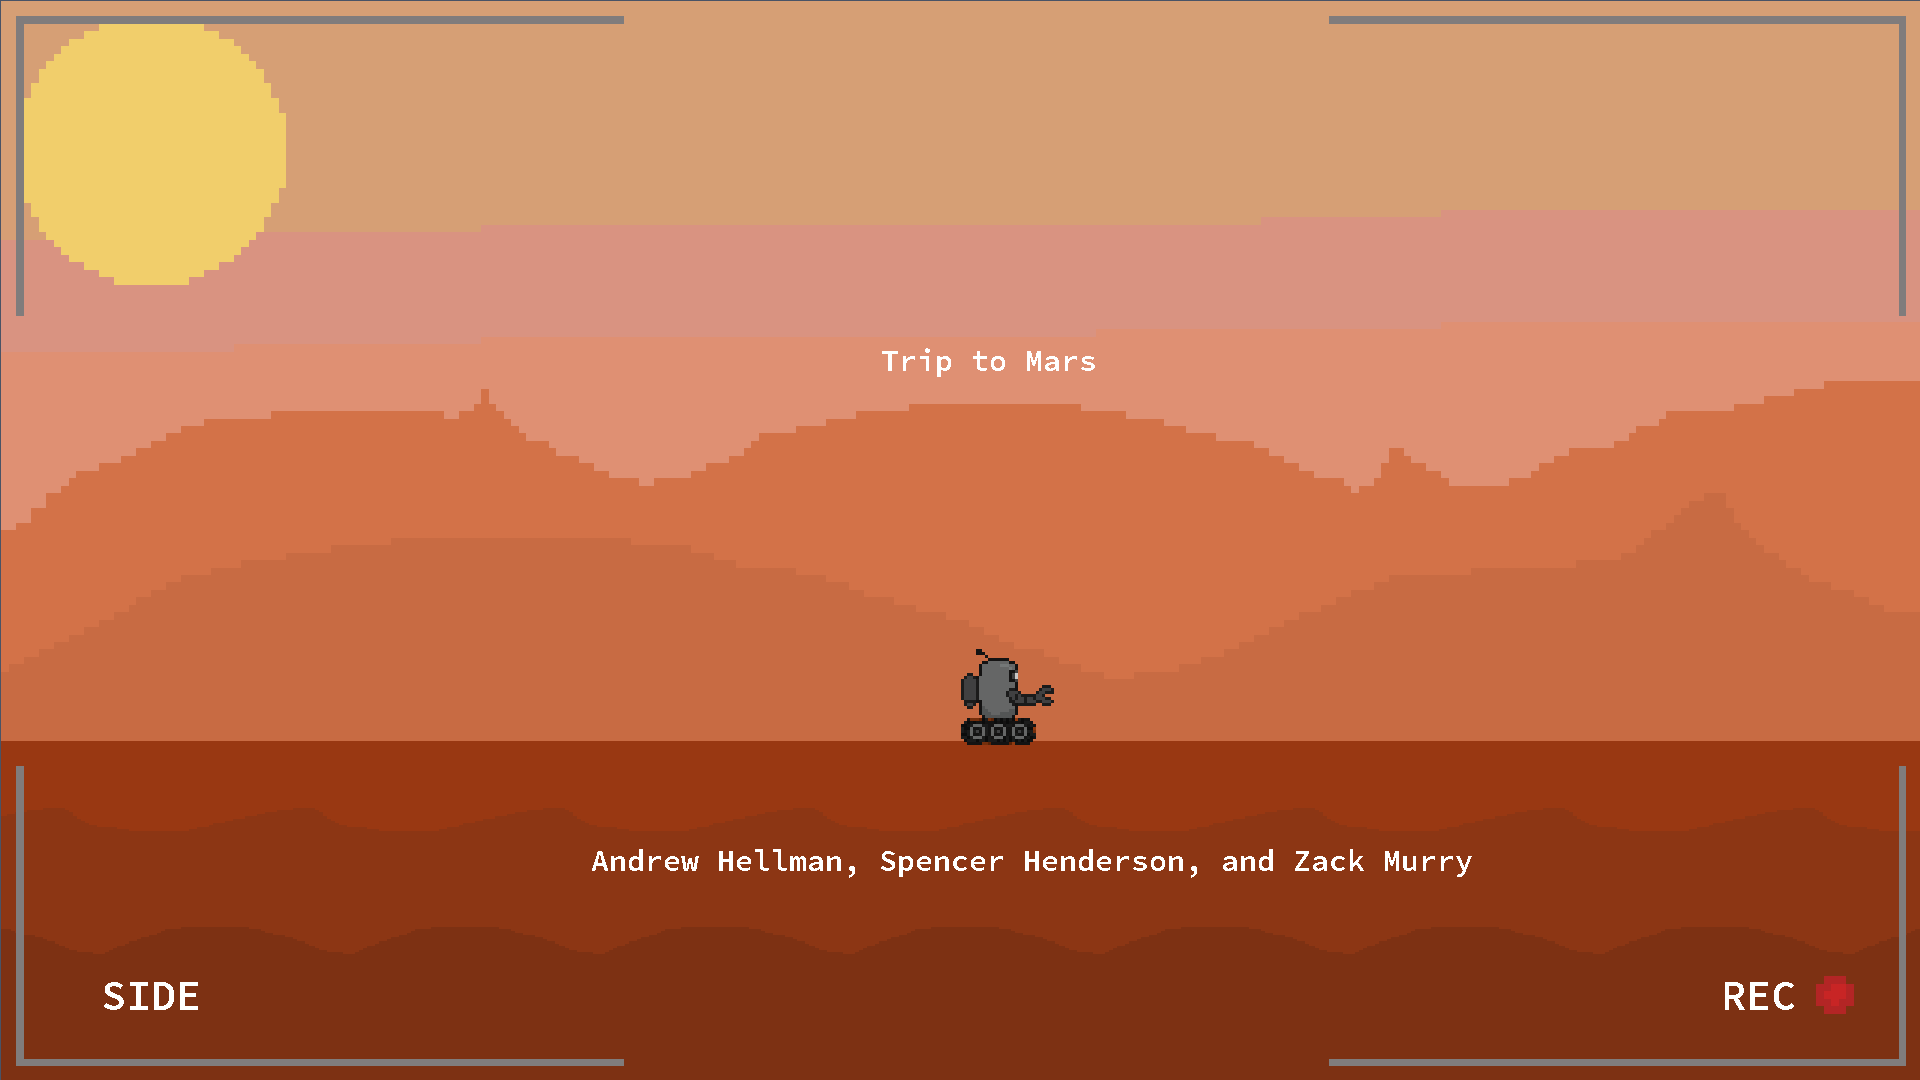 Trip to Mars
Andrew Hellman, Spencer Henderson, and Zack Murry
SIDE
REC